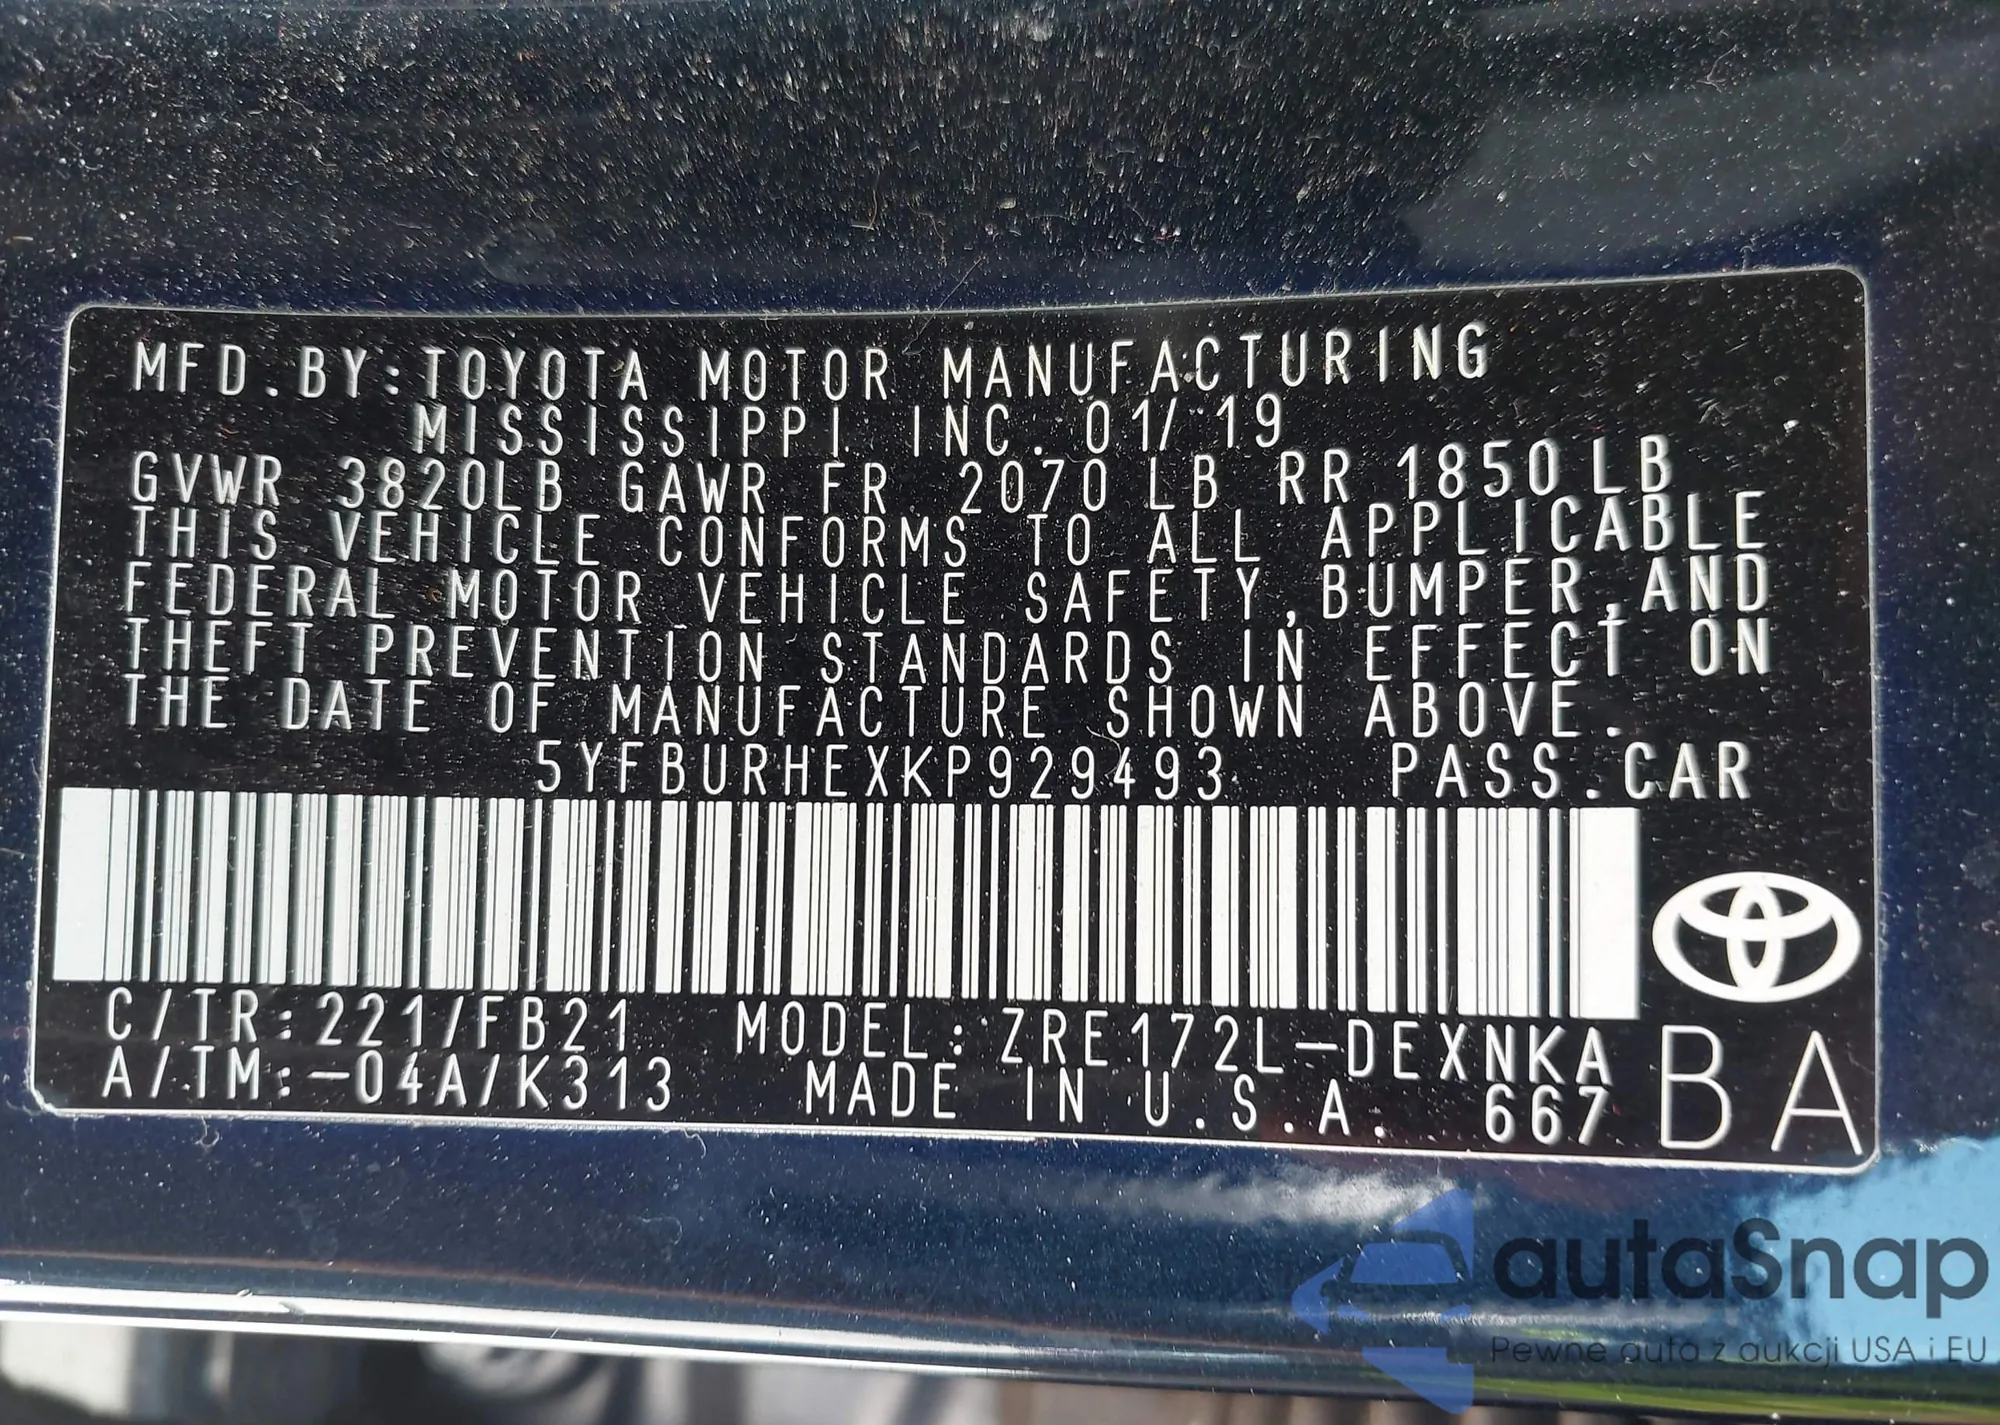 MFD.BY:TOYOTA MOTOR MANUFACTURING
MISSISSIPPI INC. 01/19
GVWR 3820LB GAWR FR 2070 LB RR 1850 LB
THIS VEHICLE CONFORMS TO ALL APPLICABLE
FEDERAL MOTOR VEHICLE SAFETY, BUMPER, AND
THEFT PREVENTION STANDARDS IN EFFECT ON
THE DATE OF MANUFACTURE SHOWN ABOVE.
5YFBURHEXKP929493 PASS.CAR
C/TR:221/FB21 MODEL:ZRE172L-DEXNKA
A/TM:-04A/K313 MADE IN U.S.A. 667
BA
autaSnap
Pewne auta z aukcji USA i EU